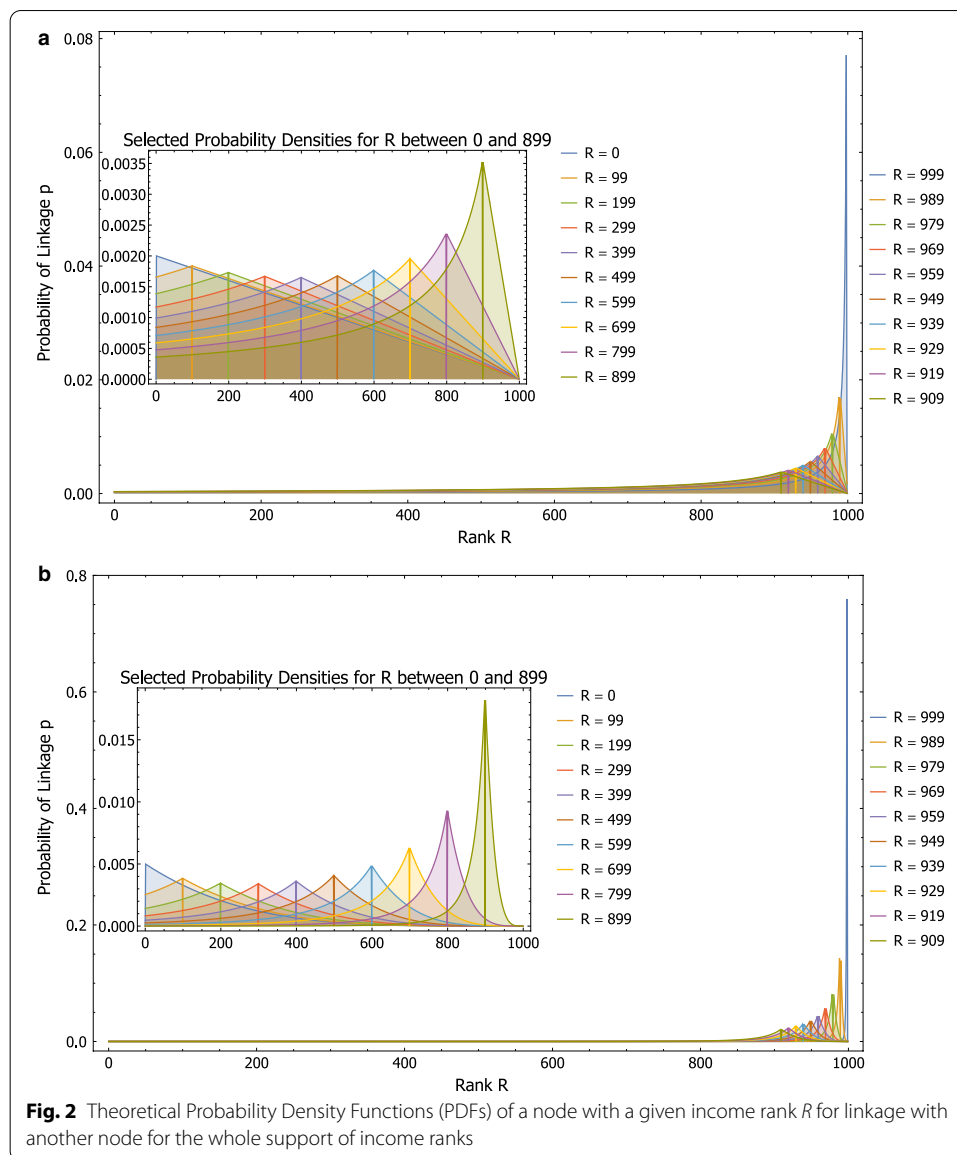 a
0.08
0.06
0.04
0.02
0.00
Probability of Linkage p
Selected Probability Densities for R between 0 and 899
0.0035
0.0030
0.0025
0.0020
0.0015
0.0010
0.0005
0.0000
0 200 400 600 800 1000
R = 0
R = 99
R = 199
R = 299
R = 399
R = 499
R = 599
R = 699
R = 799
R = 899
R = 999
R = 989
R = 979
R = 969
R = 959
R = 949
R = 939
R = 929
R = 919
R = 909
0 200 400 600 800 1000
Rank R
b
0.8
0.6
0.4
0.2
0.0
Probability of Linkage p
Selected Probability Densities for R between 0 and 899
0.015
0.010
0.005
0.000
0 200 400 600 800 1000
R = 0
R = 99
R = 199
R = 299
R = 399
R = 499
R = 599
R = 699
R = 799
R = 899
R = 999
R = 989
R = 979
R = 969
R = 959
R = 949
R = 939
R = 929
R = 919
R = 909
0 200 400 600 800 1000
Rank R
Fig. 2 Theoretical Probability Density Functions (PDFs) of a node with a given income rank R for linkage with
another node for the whole support of income ranks